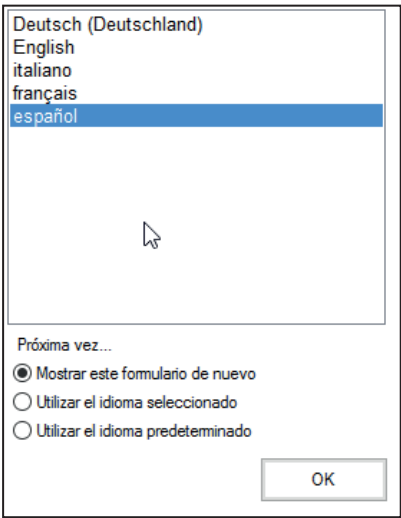 Deutsch (Deutschland)
English
italiano
français
español
Próxima vez...
Mostrar este formulario de nuevo
Utilizar el idioma seleccionado
Utilizar el idioma predeterminado
OK